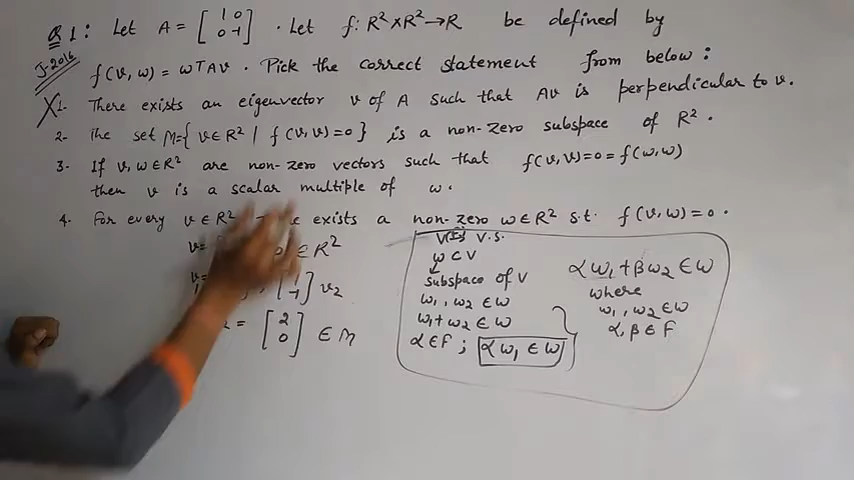 Q1: Let A = [1 0 0 -1] . Let f: R² X R² → R be defined by
J-2016
f(v, w) = wᵀAv . Pick the correct statement from below :
X1. There exists an eigenvector v of A such that Av is perpendicular to v.
2- The set M={ v∈R² | f(v,v)=0 } is a non-zero subspace of R² .
3. If v, w∈R² are non-zero vectors such that f(v,v)=0=f(w,w)
then v is a scalar multiple of w .
4. For every v∈R² exists a non-zero w∈R² s.t. f(v,w)=0 .
v= ∈R²
v= [1 -1] v₂
= [2 0] ∈ M
V V.S.
w ⊂ V
subspace of V
w₁, w₂ ∈ w
w₁+w₂ ∈ w
α∈F ; αw₁ ∈ w
αw₁+βw₂ ∈ w
where
w₁, w₂ ∈ w
α, β ∈ F